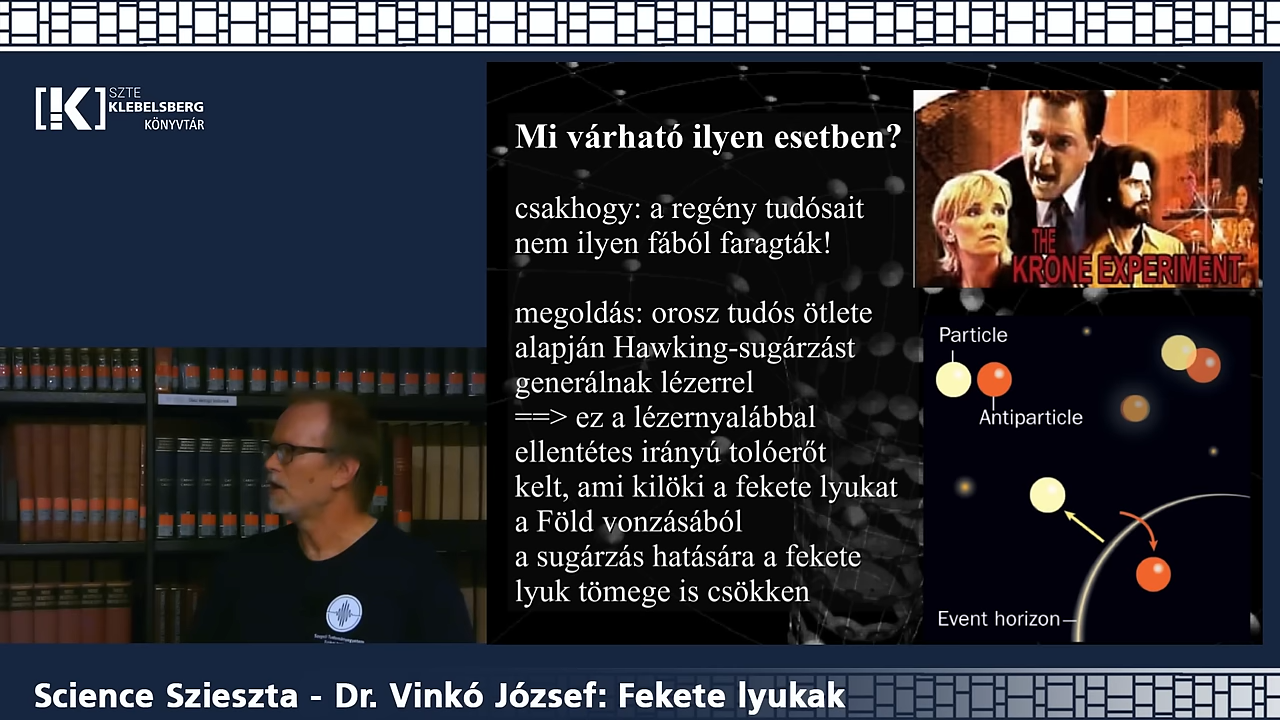 SZTE
KLEBELSBERG
KÖNYVTÁR
Mi várható ilyen esetben?
csakhogy: a regény tudósait
nem ilyen fából faragták!
megoldás: orosz tudós ötlete
alapján Hawking-sugárzást
generálnak lézerrel
==> ez a lézernyalábbal
ellentétes irányú tolóerőt
kelt, ami kilöki a fekete lyukat
a Föld vonzásából
a sugárzás hatására a fekete
lyuk tömege is csökken
THE
KRONE EXPERIMENT
Particle
Antiparticle
Event horizon
Science Szieszta - Dr. Vinkó József: Fekete lyukak